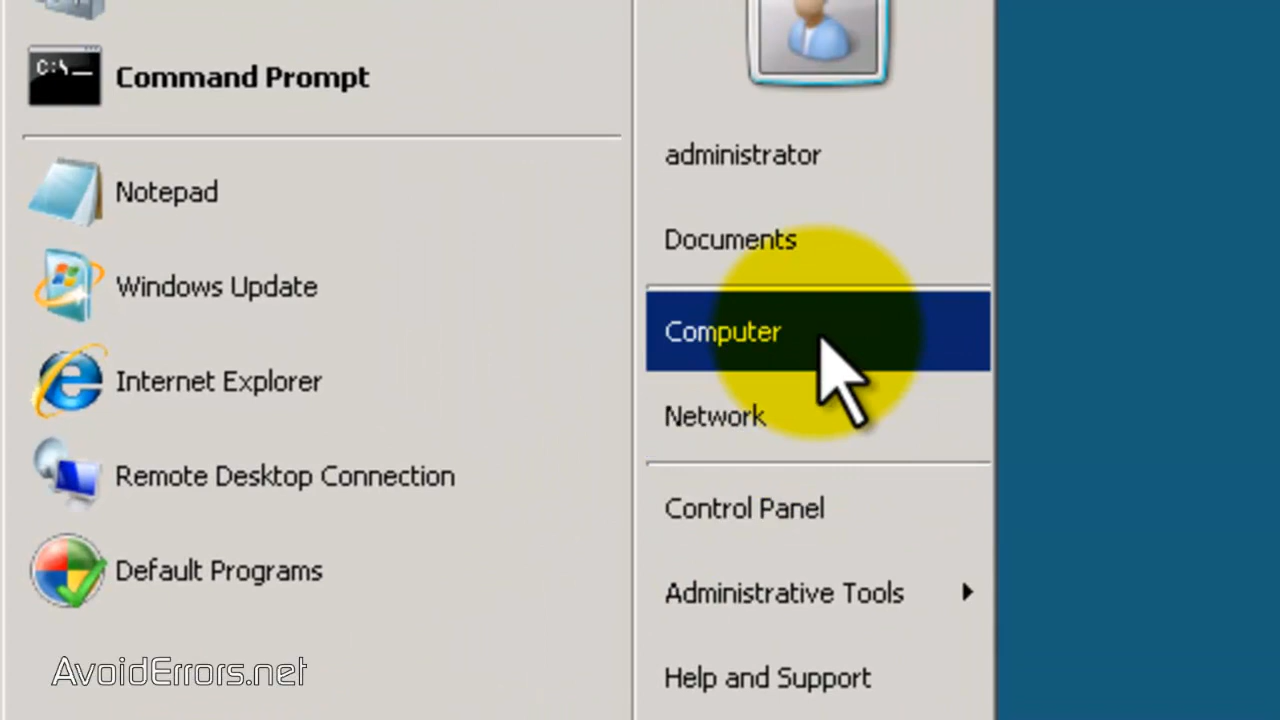 C:\_
Command Prompt
Notepad
Windows Update
Internet Explorer
Remote Desktop Connection
Default Programs
administrator
Documents
Computer
Network
Control Panel
Administrative Tools
Help and Support
AvoidErrors.net